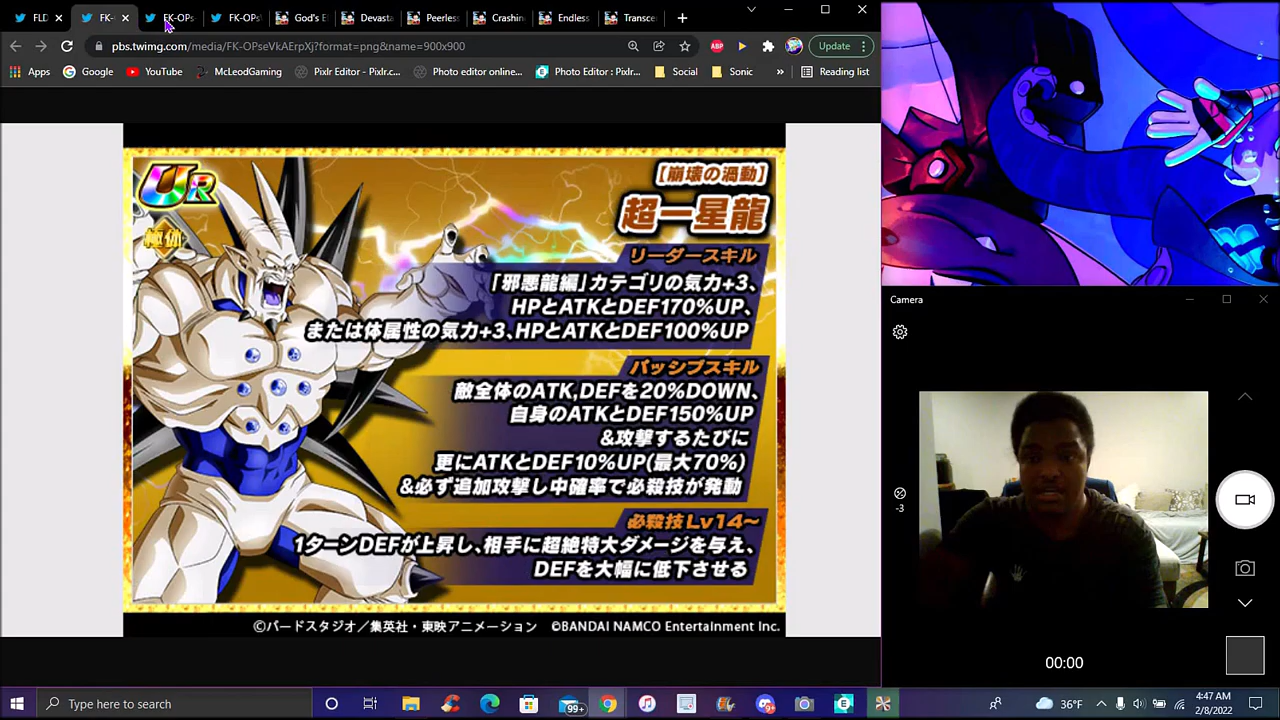 FLD
FK-
FK-OPs
FK-OPs
God's E
Devasta
Peerles
Crashin
Endless
Transce
pbs.twimg.com/media/FK-OPseVkAErpXj?format=png&name=900x900
ABP
Update
Apps
Google
YouTube
McLeodGaming
Pixlr Editor - Pixlr.c...
Photo editor online...
Photo Editor : Pixlr...
Social
Sonic
»
Reading list
UR
極体
【崩壊の渦動】
超一星龍
リーダースキル
「邪悪龍編」カテゴリの気力+3、
HPとATKとDEF170%UP、
または体属性の気力+3、HPとATKとDEF100%UP
パッシブスキル
敵全体のATK,DEFを20%DOWN、
自身のATKとDEF150%UP
&攻撃するたびに
更にATKとDEF10%UP(最大70%)
&必ず追加攻撃し中確率で必殺技が発動
必殺技Lv14~
1ターンDEFが上昇し、相手に超絶特大ダメージを与え、
DEFを大幅に低下させる
©バードスタジオ/集英社・東映アニメーション ©BANDAI NAMCO Entertainment Inc.
Camera
-3
00:00
Type here to search
99+
36°F
4:47 AM
2/8/2022